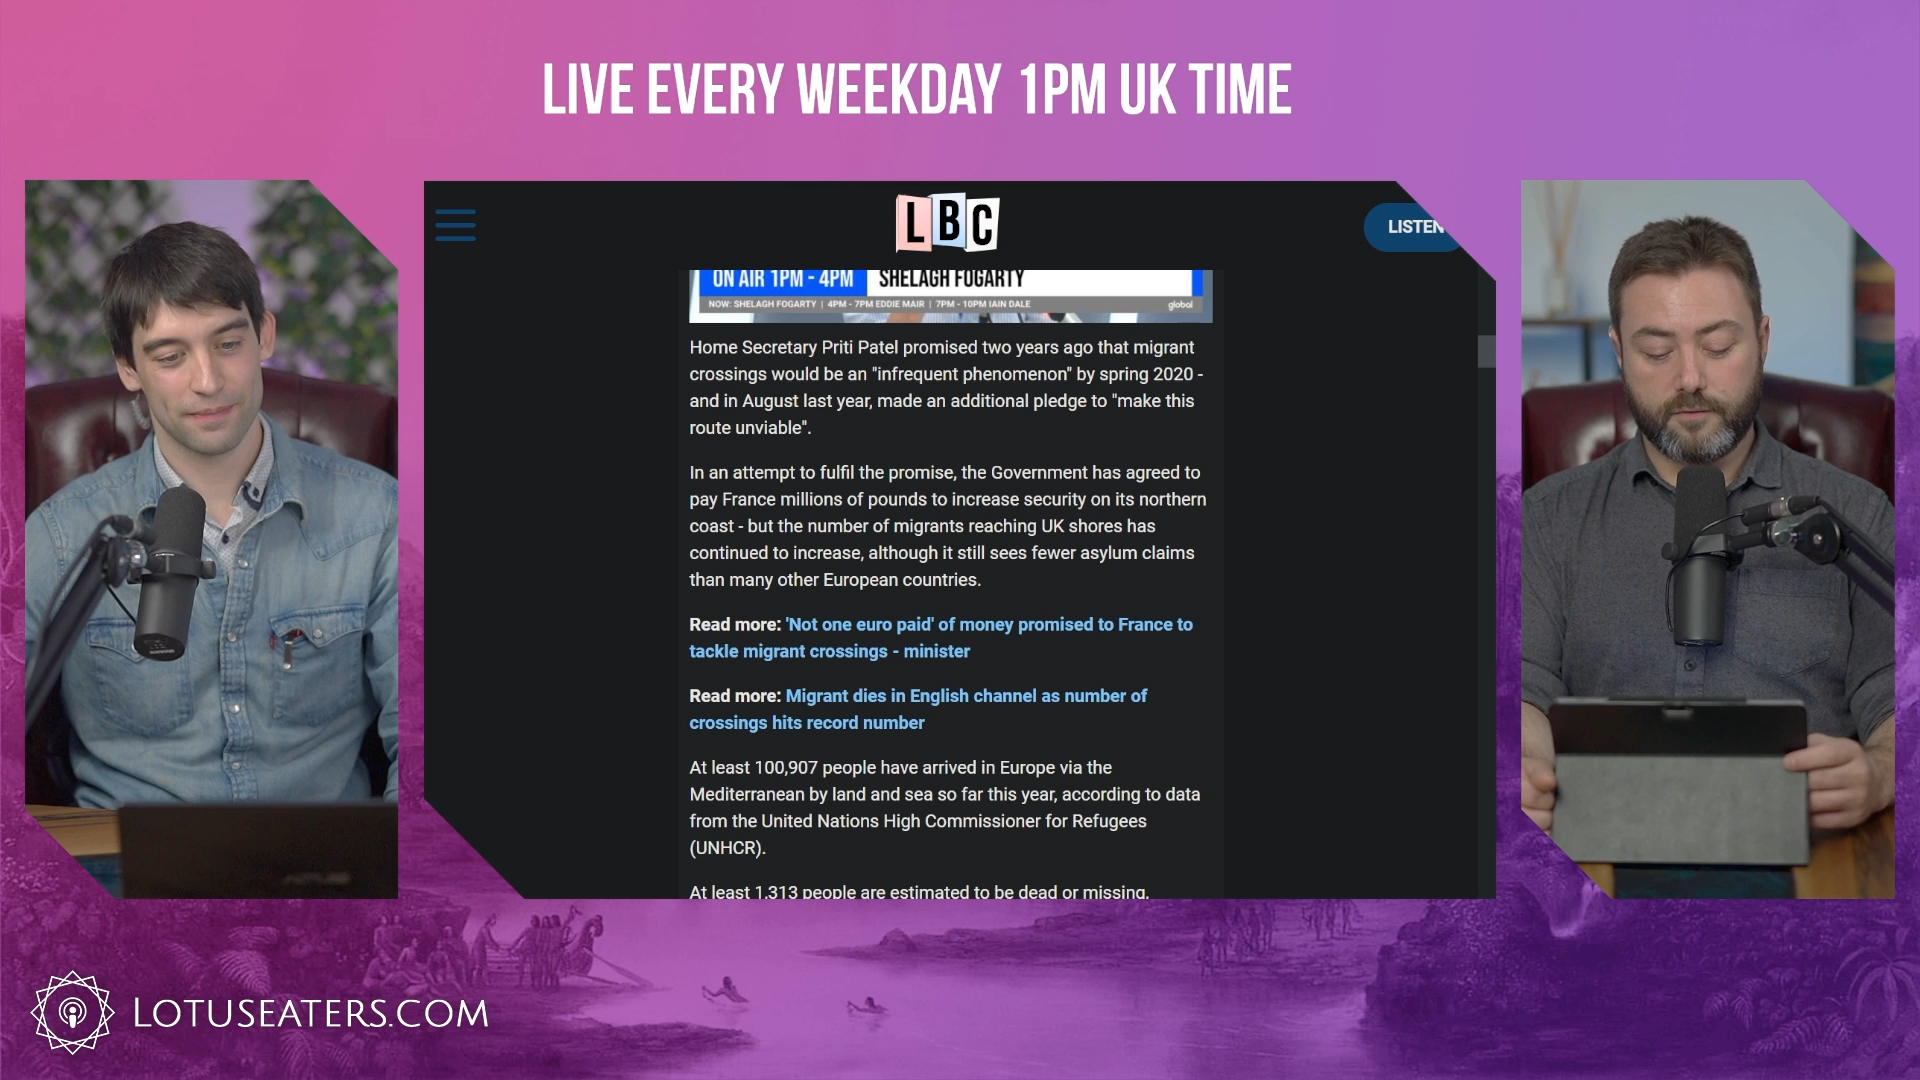 LIVE EVERY WEEKDAY 1PM UK TIME
LBC
LISTEN
ON AIR 1PM - 4PM SHELAGH FOGARTY
NOW: SHELAGH FOGARTY | 4PM - 7PM EDDIE MAIR | 7PM - 10PM IAIN DALE global
Home Secretary Priti Patel promised two years ago that migrant
crossings would be an "infrequent phenomenon" by spring 2020 -
and in August last year, made an additional pledge to "make this
route unviable".
In an attempt to fulfil the promise, the Government has agreed to
pay France millions of pounds to increase security on its northern
coast - but the number of migrants reaching UK shores has
continued to increase, although it still sees fewer asylum claims
than many other European countries.
Read more: 'Not one euro paid' of money promised to France to
tackle migrant crossings - minister
Read more: Migrant dies in English channel as number of
crossings hits record number
At least 100,907 people have arrived in Europe via the
Mediterranean by land and sea so far this year, according to data
from the United Nations High Commissioner for Refugees
(UNHCR).
At least 1,313 people are estimated to be dead or missing.
LOTUSEATERS.COM